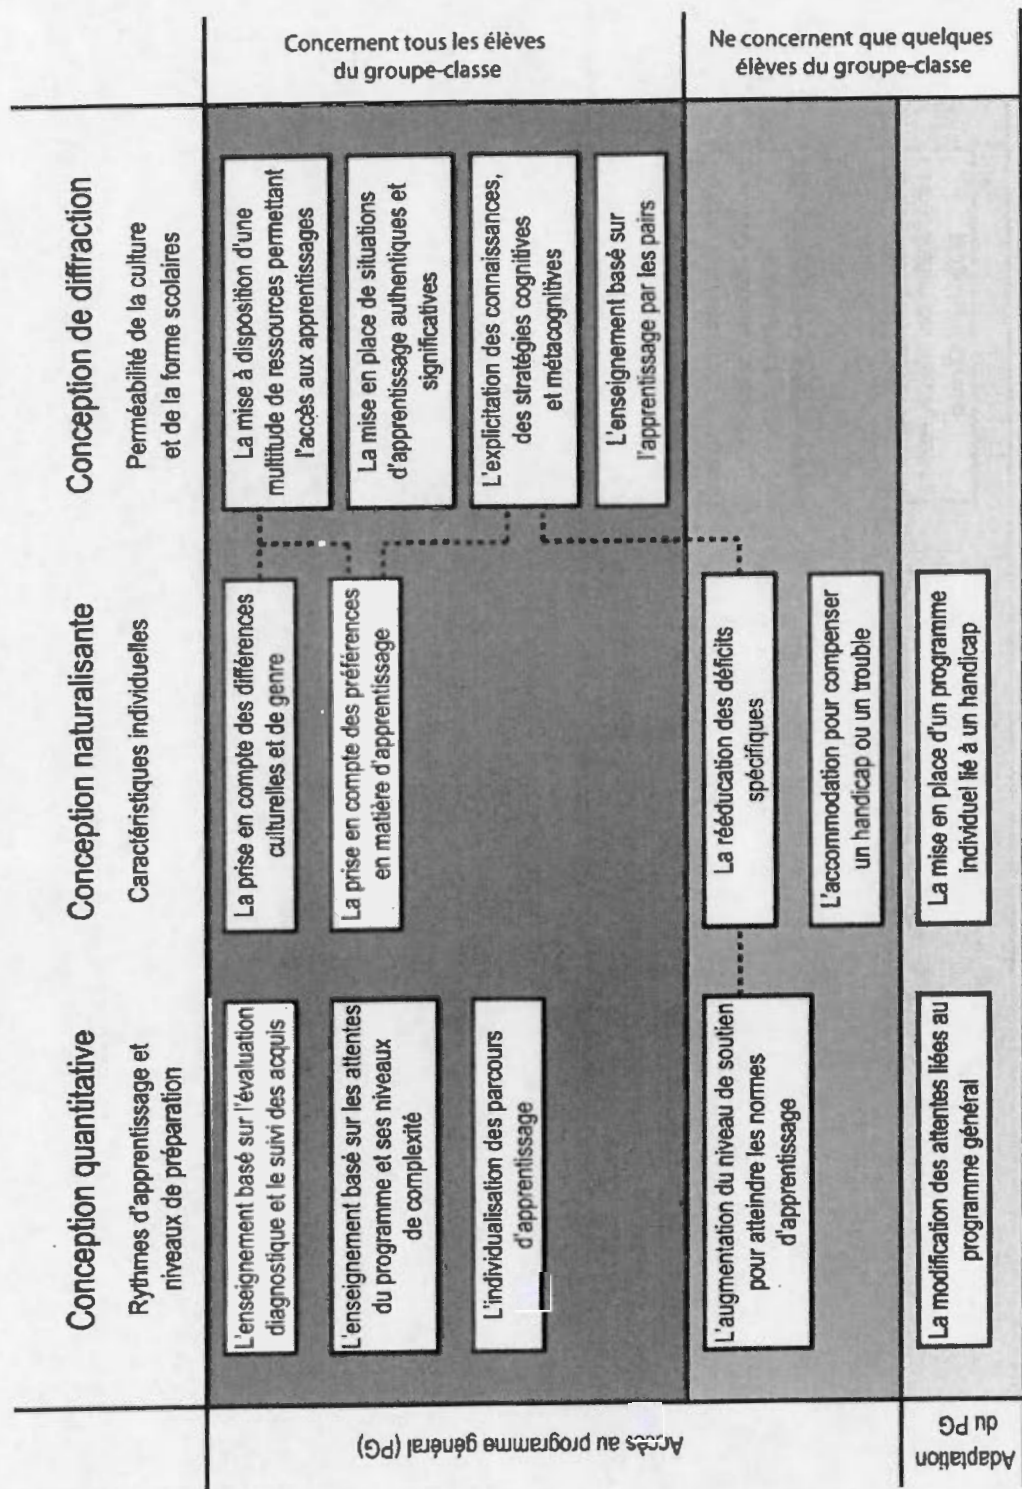 Concernent tous les élèves
du groupe-classe
Ne concernent que quelques
élèves du groupe-classe
Conception quantitative
Rythmes d'apprentissage et
niveaux de préparation
Conception naturalisante
Caractéristiques individuelles
Conception de diffraction
Perméabilité de la culture
et de la forme scolaires
L'enseignement basé sur l'évaluation
diagnostique et le suivi des acquis
La prise en compte des différences
culturelles et de genre
La mise à disposition d'une
multitude de ressources permettant
l'accès aux apprentissages
L'enseignement basé sur les attentes
du programme et ses niveaux
de complexité
La prise en compte des préférences
en matière d'apprentissage
La mise en place de situations
d'apprentissage authentiques et
significatives
L'individualisation des parcours
d'apprentissage
L'explicitation des connaissances,
des stratégies cognitives
et métacognitives
L'enseignement basé sur
l'apprentissage par les pairs
L'augmentation du niveau de soutien
pour atteindre les normes
d'apprentissage
La rééducation des déficits
spécifiques
L'accommodation pour compenser
un handicap ou un trouble
La modification des attentes liées au
programme général
La mise en place d'un programme
individuel lié à un handicap
Accès au programme général (PG)
Adaptation
du PG